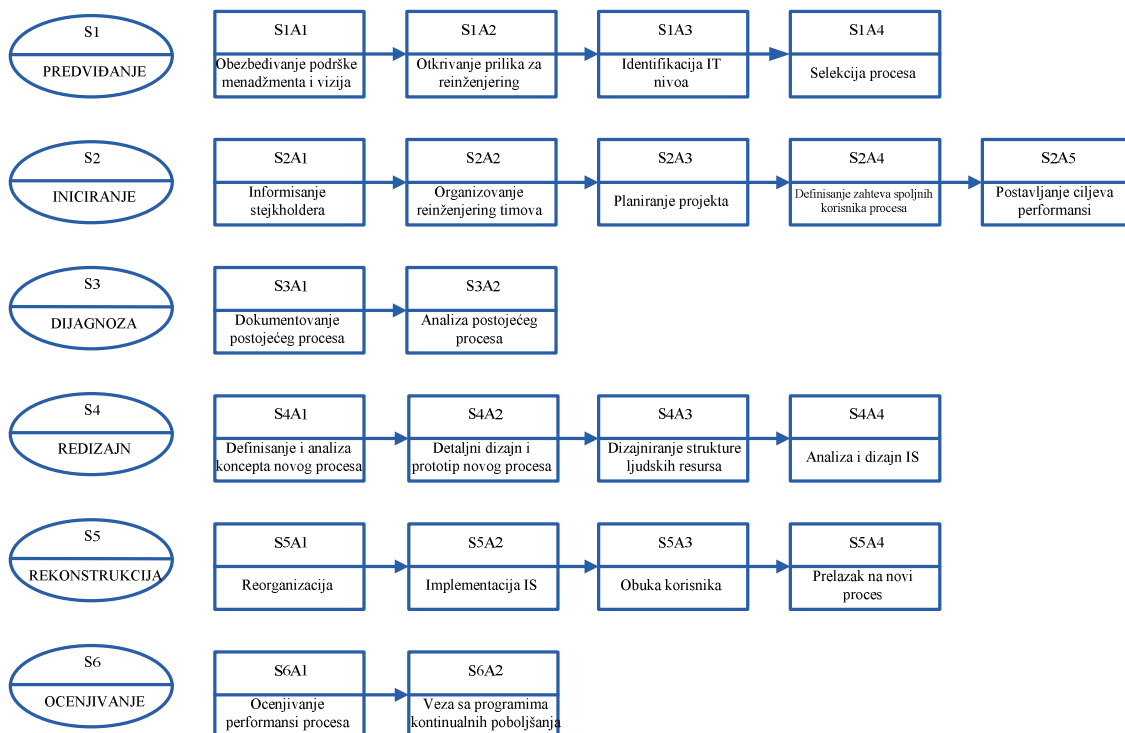 S1
PREDVIĐANJE
S1A1
Obezbeđivanje podrške
menadžmenta i vizija
S1A2
Otkrivanje prilika za
reinženjering
S1A3
Identifikacija IT
nivoa
S1A4
Selekcija procesa
S2
INICIRANJE
S2A1
Informisanje
stejkholdera
S2A2
Organizovanje
reinženjering timova
S2A3
Planiranje projekta
S2A4
Definisanje zahteva spoljnih
korisnika procesa
S2A5
Postavljanje ciljeva
performansi
S3
DIJAGNOZA
S3A1
Dokumentovanje
postojećeg procesa
S3A2
Analiza postojećeg
procesa
S4
REDIZAJN
S4A1
Definisanje i analiza
koncepta novog procesa
S4A2
Detaljni dizajn i
prototip novog procesa
S4A3
Dizajniranje strukture
ljudskih resursa
S4A4
Analiza i dizajn IS
S5
REKONSTRUKCIJA
S5A1
Reorganizacija
S5A2
Implementacija IS
S5A3
Obuka korisnika
S5A4
Prelazak na novi
proces
S6
OCENJIVANJE
S6A1
Ocenjivanje
performansi procesa
S6A2
Veza sa programima
kontinualnih poboljšanja